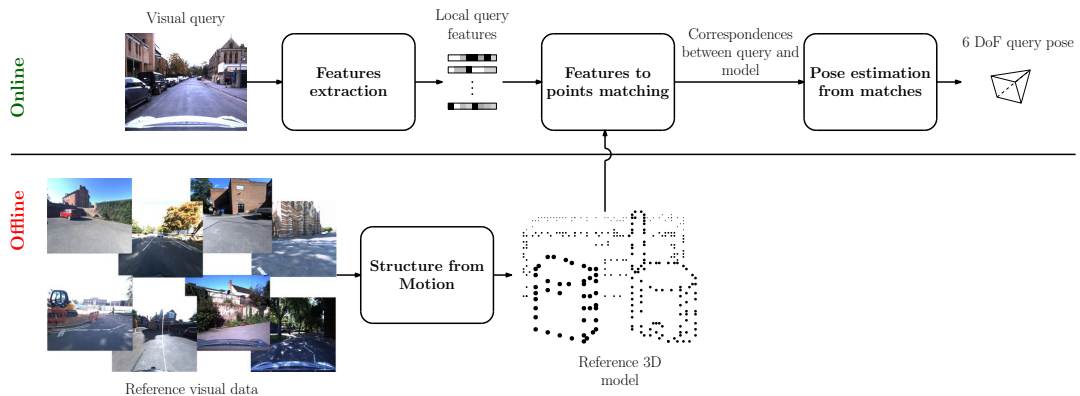 Online
Visual query
Features
extraction
Local query
features
Features to
points matching
Correspondences
between query and
model
Pose estimation
from matches
6 DoF query pose
Offline
Reference visual data
Structure from
Motion
Reference 3D
model